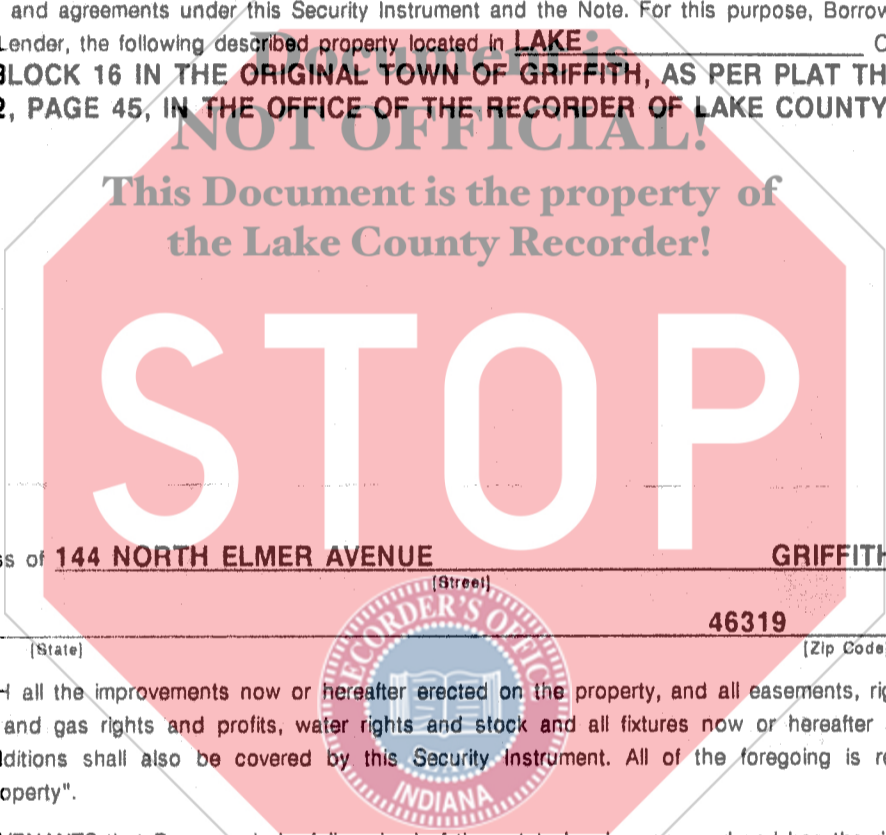 and agreements under this Security Instrument and the Note. For this purpose, Borrow
Lender, the following described property located in LAKE C
BLOCK 16 IN THE ORIGINAL TOWN OF GRIFFITH, AS PER PLAT TH
2, PAGE 45, IN THE OFFICE OF THE RECORDER OF LAKE COUNTY
Document is
NOT OFFICIAL!
This Document is the property of
the Lake County Recorder!
STOP
ss of 144 NORTH ELMER AVENUE GRIFFITH
[Street]
46319
[State] [Zip Code]
H all the improvements now or hereafter erected on the property, and all easements, rig
and gas rights and profits, water rights and stock and all fixtures now or hereafter
dditions shall also be covered by this Security Instrument. All of the foregoing is re
operty".
RECORDER'S OFFIC
SEAL
INDIANA